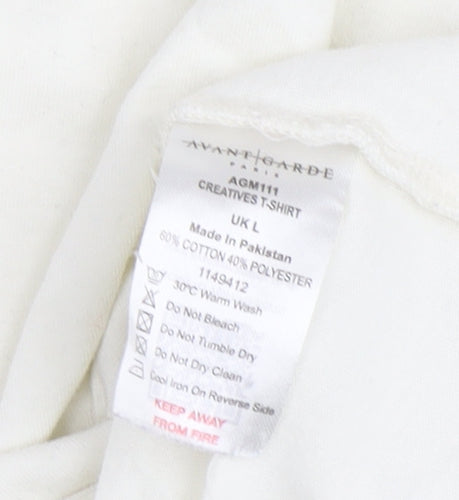 AVANT GARDE
PARIS
AGM111
CREATIVES T-SHIRT
UK L
Made In Pakistan
60% COTTON 40% POLYESTER
1149412
30°C Warm Wash
Do Not Bleach
Do Not Tumble Dry
Do Not Dry Clean
Cool Iron On Reverse Side
KEEP AWAY
FROM FIRE